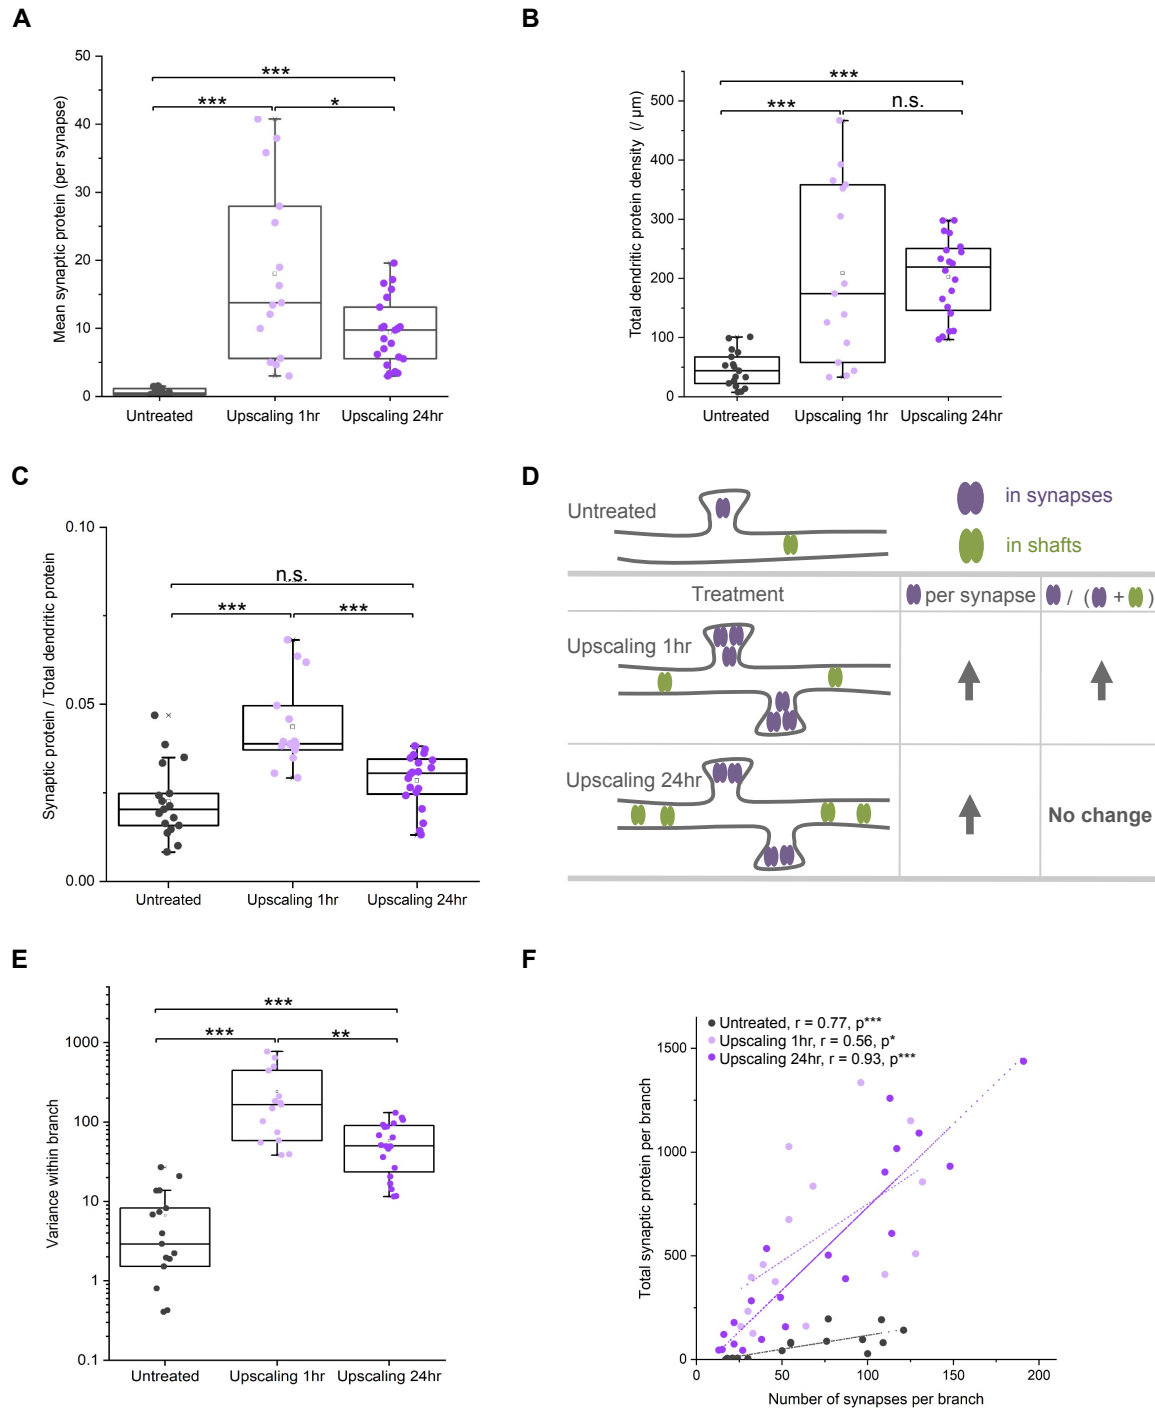 A
Mean synaptic protein (per synapse)
50
40
30
20
10
0
***
***
*
Untreated
Upscaling 1hr
Upscaling 24hr
B
Total dendritic protein density (/ μm)
500
400
300
200
100
0
***
***
n.s.
Untreated
Upscaling 1hr
Upscaling 24hr
C
Synaptic protein / Total dendritic protein
0.10
0.05
0.00
n.s.
***
***
Untreated
Upscaling 1hr
Upscaling 24hr
D
Untreated
in synapses
in shafts
Treatment
per synapse
/ ( + )
Upscaling 1hr
Upscaling 24hr
No change
E
Variance within branch
1000
100
10
1
0.1
***
***
**
Untreated
Upscaling 1hr
Upscaling 24hr
F
Total synaptic protein per branch
1500
1000
500
0
Untreated, r = 0.77, p***
Upscaling 1hr, r = 0.56, p*
Upscaling 24hr, r = 0.93, p***
0
50
100
150
200
Number of synapses per branch